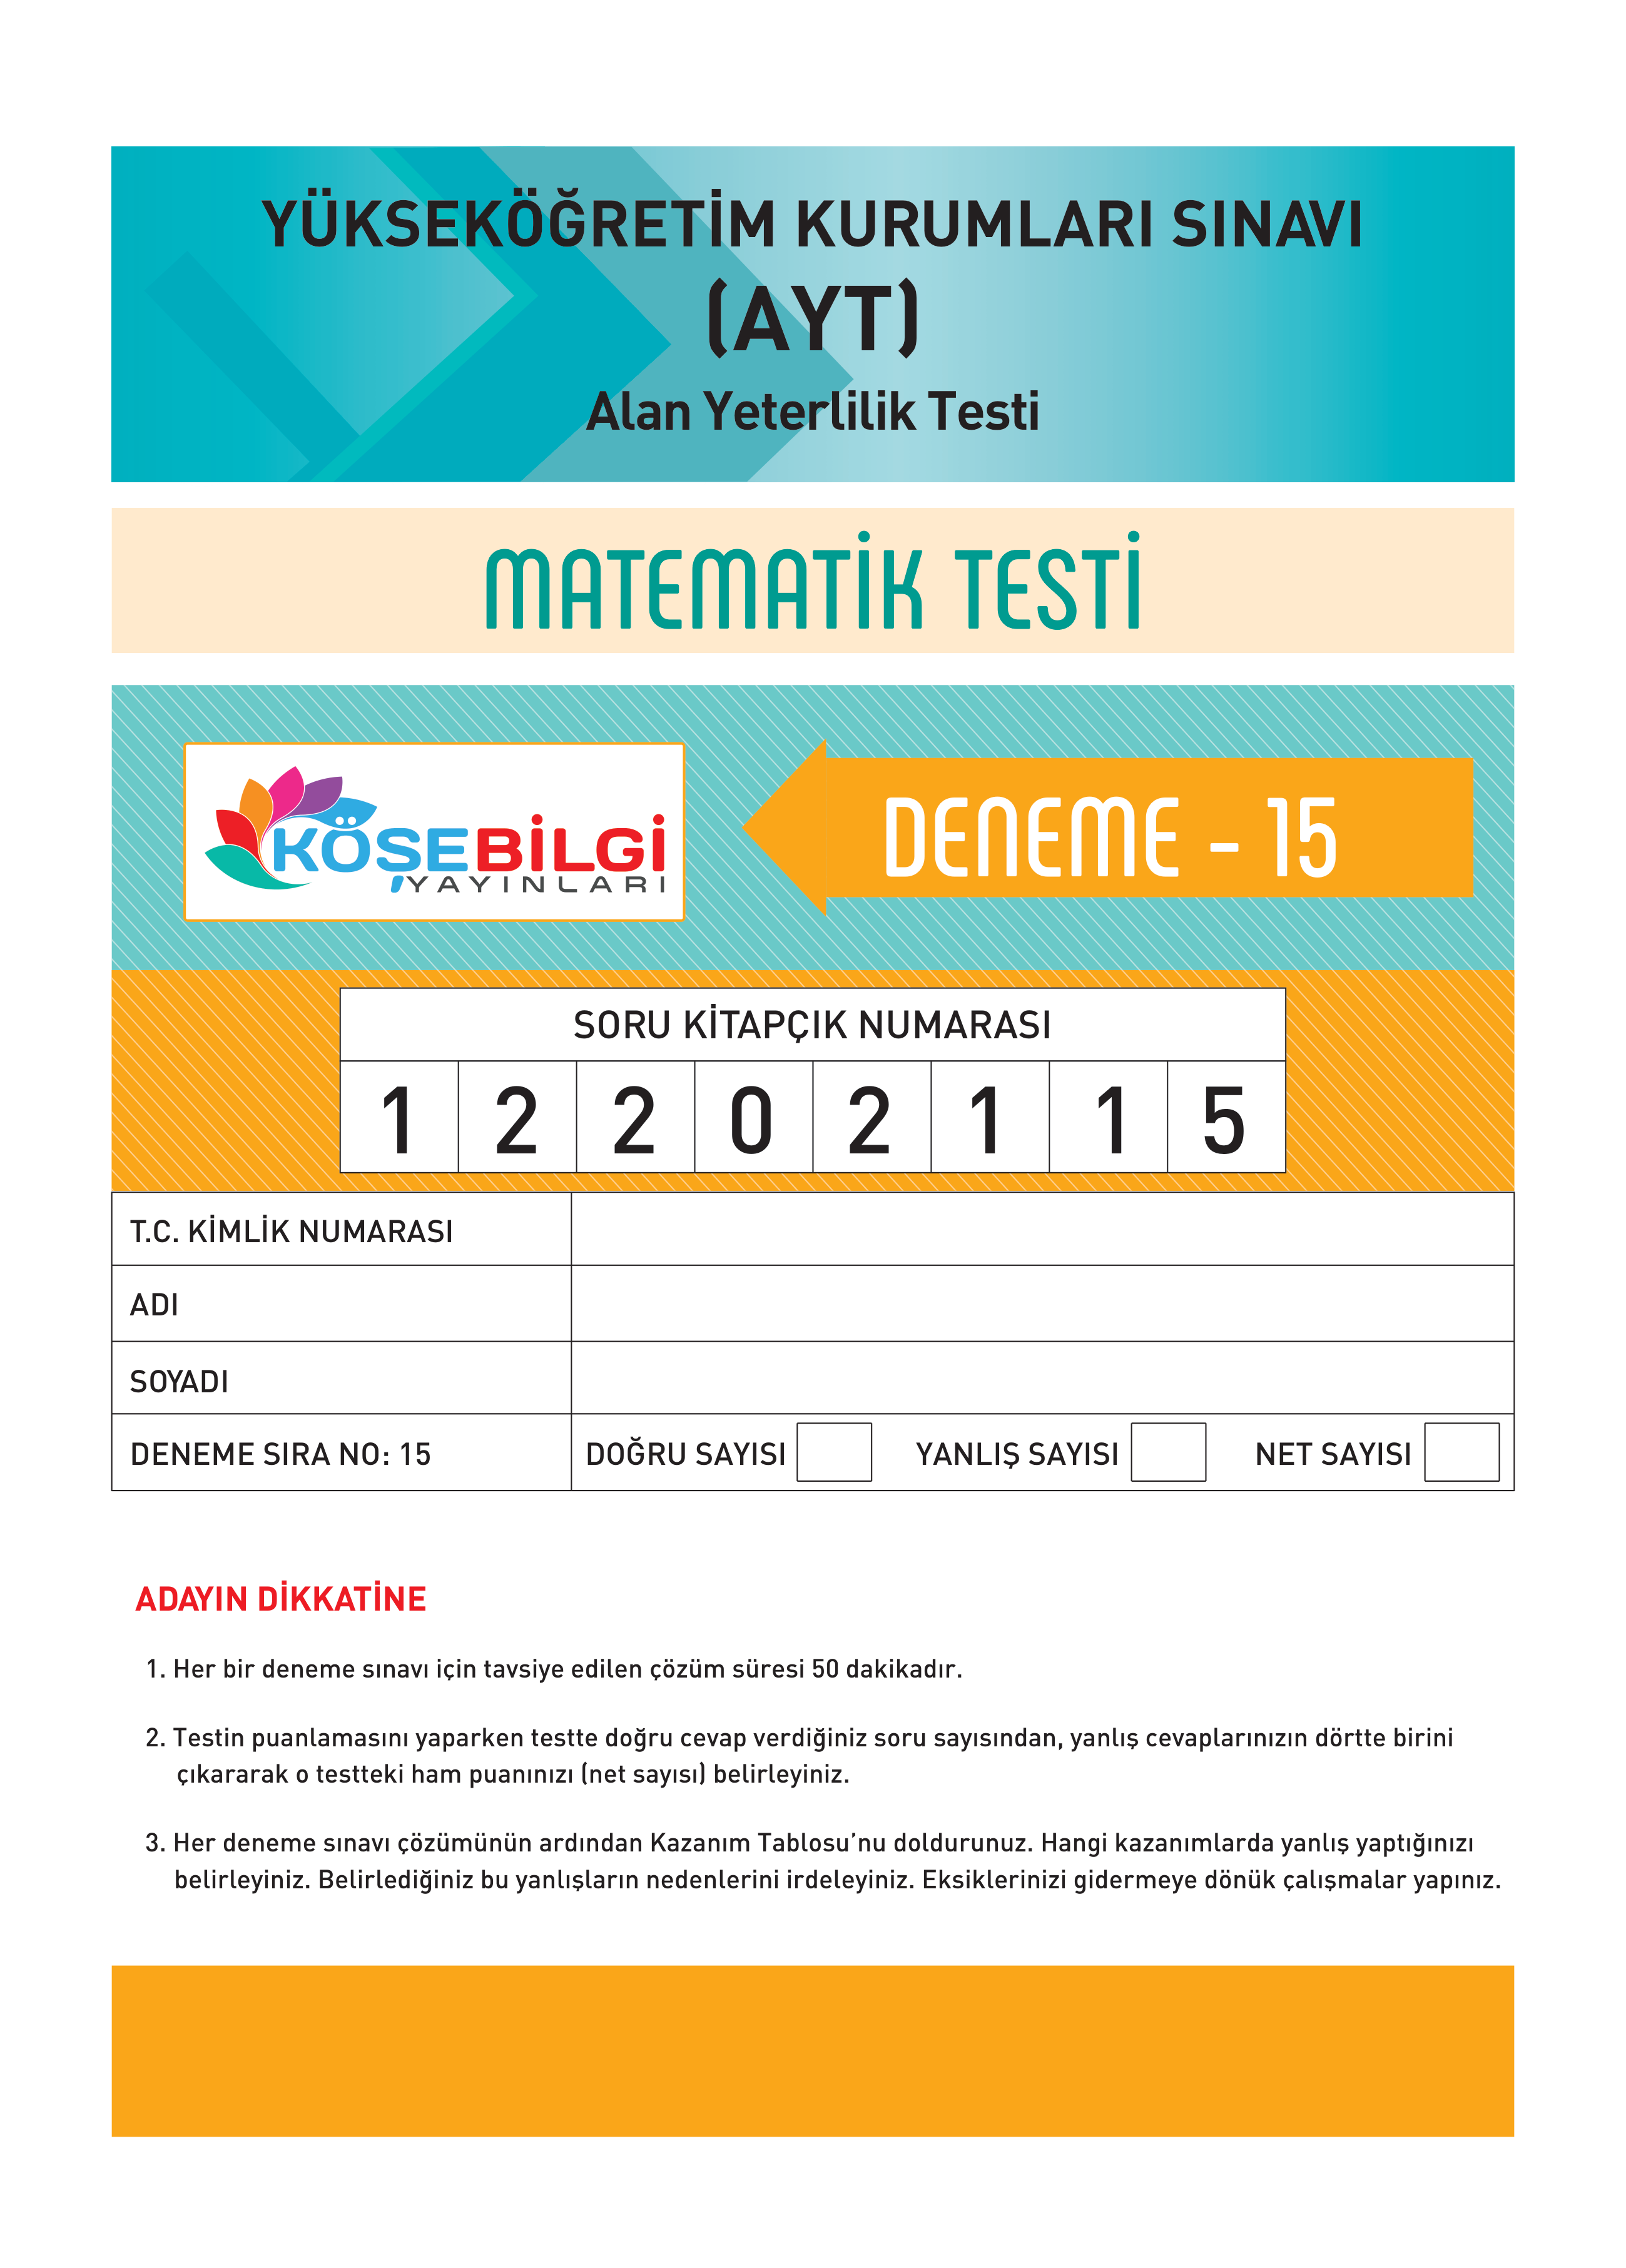 YÜKSEKÖĞRETİM KURUMLARI SINAVI
(AYT)
Alan Yeterlilik Testi
MATEMATİK TESTİ
KÖŞEBİLGİ
YAYINLARI
DENEME - 15
SORU KİTAPÇIK NUMARASI
1 2 2 0 2 1 1 5
T.C. KİMLİK NUMARASI
ADI
SOYADI
DENEME SIRA NO: 15 DOĞRU SAYISI YANLIŞ SAYISI NET SAYISI
ADAYIN DİKKATİNE
1. Her bir deneme sınavı için tavsiye edilen çözüm süresi 50 dakikadır.
2. Testin puanlamasını yaparken testte doğru cevap verdiğiniz soru sayısından, yanlış cevaplarınızın dörtte birini
çıkararak o testteki ham puanınızı (net sayısı) belirleyiniz.
3. Her deneme sınavı çözümünün ardından Kazanım Tablosu'nu doldurunuz. Hangi kazanımlarda yanlış yaptığınızı
belirleyiniz. Belirlediğiniz bu yanlışların nedenlerini irdeleyiniz. Eksiklerinizi gidermeye dönük çalışmalar yapınız.